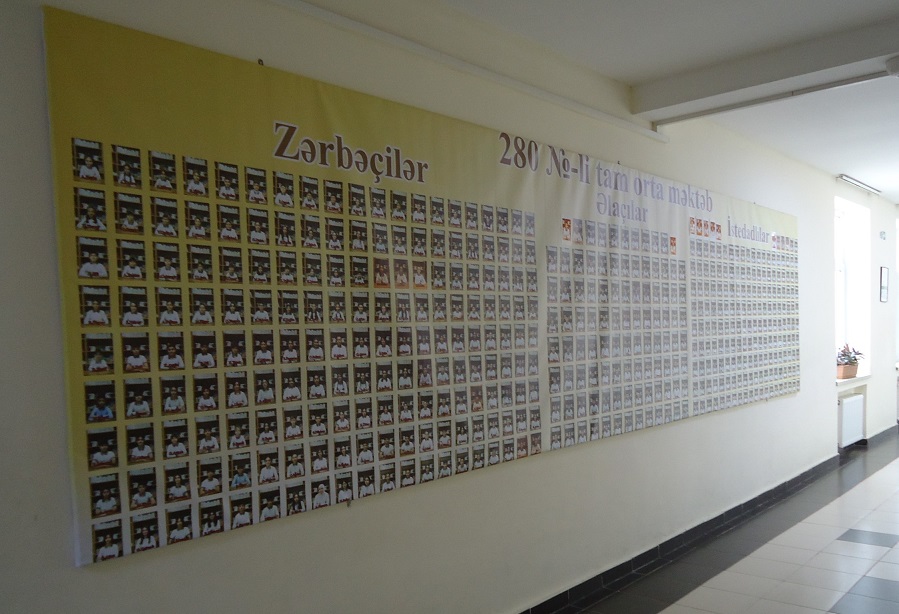 280 №-li tam orta məktəb
Zərbəçilər
Əlaçılar
İstedadlılar